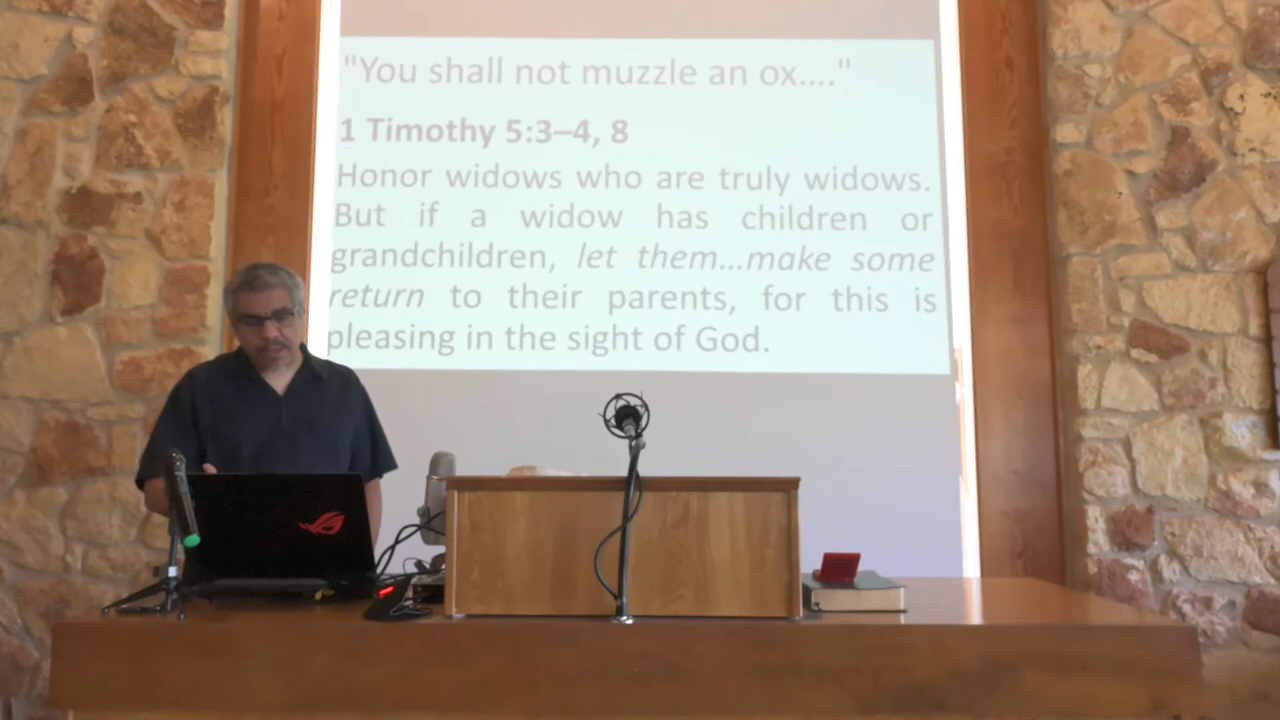 "You shall not muzzle an ox...."
1 Timothy 5:3–4, 8
Honor widows who are truly widows.
But if a widow has children or
grandchildren, let them...make some
return to their parents, for this is
pleasing in the sight of God.